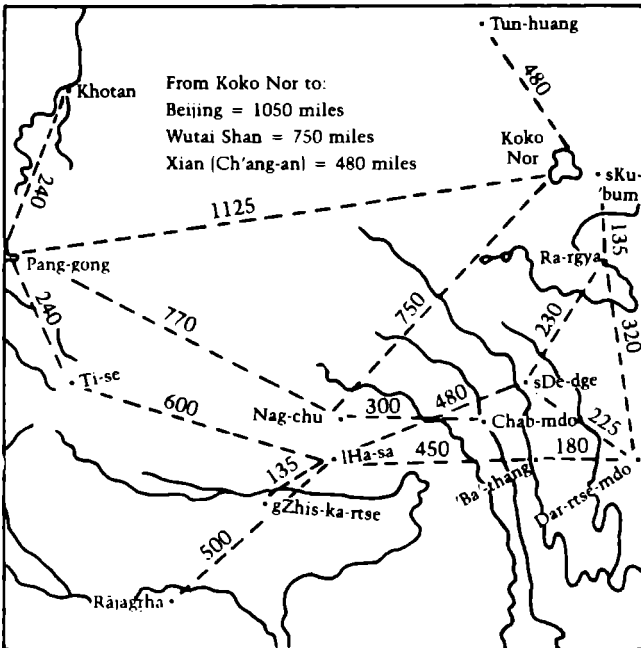 Tun-huang
Khotan
From Koko Nor to:
Beijing = 1050 miles
Wutai Shan = 750 miles
Xian (Ch'ang-an) = 480 miles
480
Koko
Nor
sKu-
bum
240
1125
135
Pang-gong
Ra-rgya
240
770
750
230
320
Ti-se
600
sDe-dge
Nag-chu
300
480
Chab-mdo
225
lHa-sa
450
180
135
'Ba'-thang
Dar-rtse-mdo
gZhis-ka-rtse
500
Rājagṛha